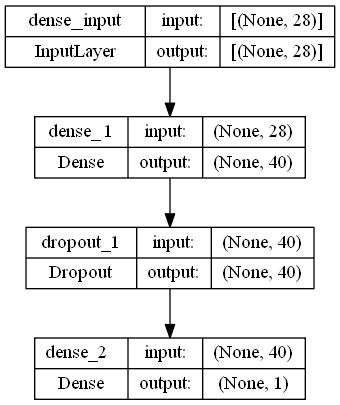 dense_input input: [(None, 28)]
InputLayer output: [(None, 28)]
dense_1 input: (None, 28)
Dense output: (None, 40)
dropout_1 input: (None, 40)
Dropout output: (None, 40)
dense_2 input: (None, 40)
Dense output: (None, 1)